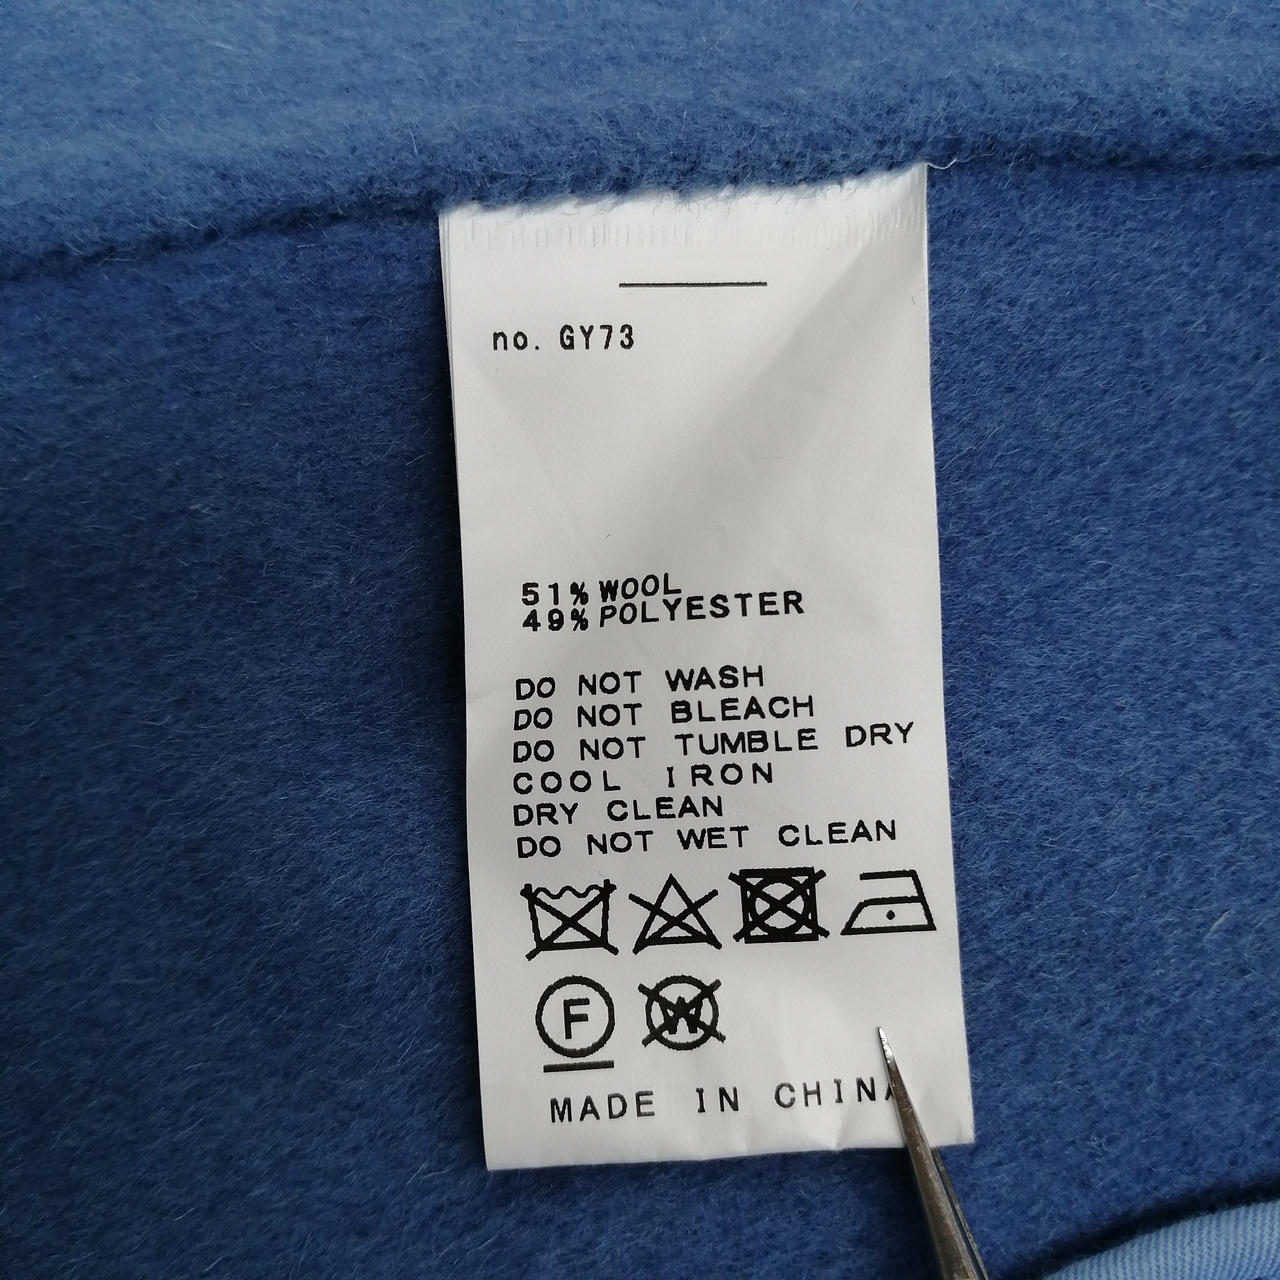 no. GY73
51% WOOL
49% POLYESTER
DO NOT WASH
DO NOT BLEACH
DO NOT TUMBLE DRY
COOL IRON
DRY CLEAN
DO NOT WET CLEAN
F W
MADE IN CHINA